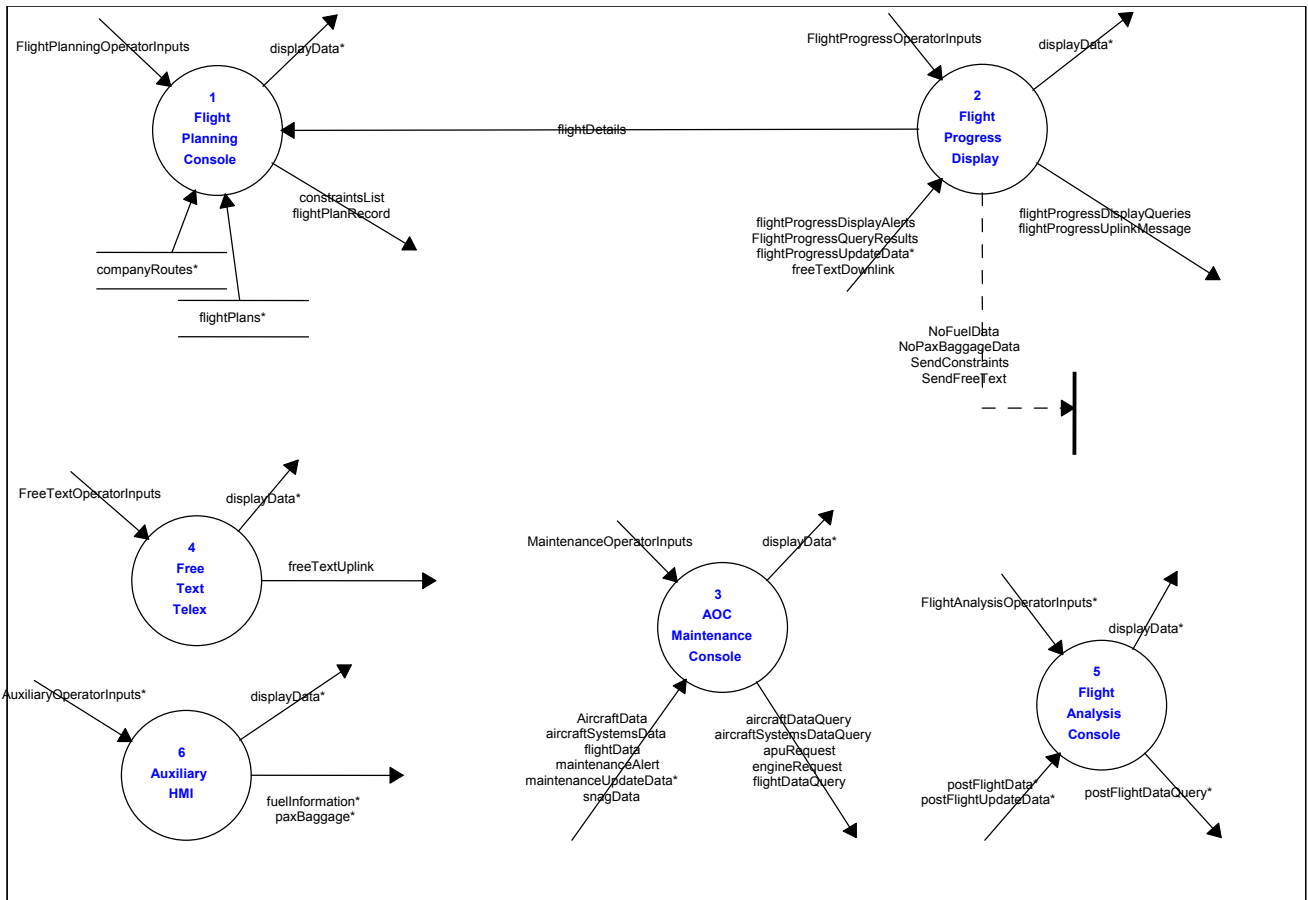 FlightPlanningOperatorInputs
displayData*
1
Flight
Planning
Console
flightDetails
constraintsList
flightPlanRecord
companyRoutes*
flightPlans*
FlightProgressOperatorInputs
displayData*
2
Flight
Progress
Display
flightProgressDisplayAlerts
FlightProgressQueryResults
flightProgressUpdateData*
freeTextDownlink
flightProgressDisplayQueries
flightProgressUplinkMessage
NoFuelData
NoPaxBaggageData
SendConstraints
SendFreeText
FreeTextOperatorInputs
displayData*
4
Free
Text
Telex
freeTextUplink
MaintenanceOperatorInputs
displayData*
3
AOC
Maintenance
Console
AircraftData
aircraftSystemsData
flightData
maintenanceAlert
maintenanceUpdateData*
snagData
aircraftDataQuery
aircraftSystemsDataQuery
apuRequest
engineRequest
flightDataQuery
FlightAnalysisOperatorInputs*
displayData*
5
Flight
Analysis
Console
postFlightData*
postFlightUpdateData*
postFlightDataQuery*
AuxiliaryOperatorInputs*
displayData*
6
Auxiliary
HMI
fuelInformation*
paxBaggage*